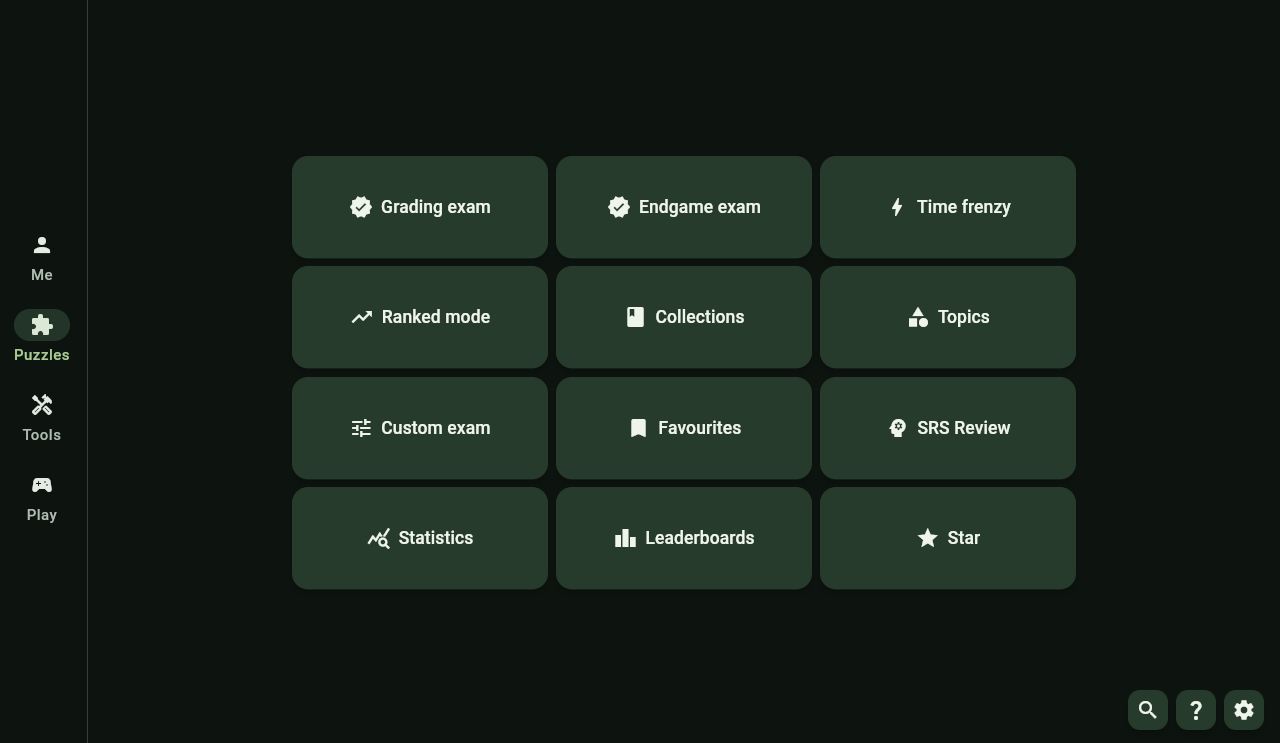 Me
Puzzles
Tools
Play
Grading exam
Endgame exam
Time frenzy
Ranked mode
Collections
Topics
Custom exam
Favourites
SRS Review
Statistics
Leaderboards
Star
?